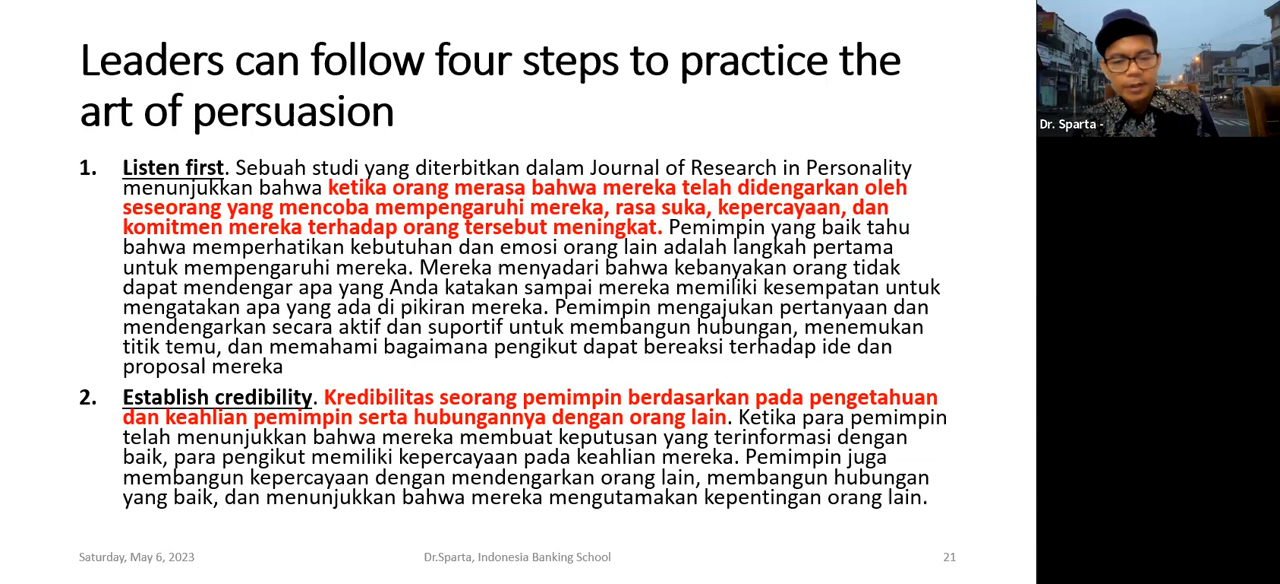 Leaders can follow four steps to practice the
art of persuasion
1. Listen first. Sebuah studi yang diterbitkan dalam Journal of Research in Personality
menunjukkan bahwa ketika orang merasa bahwa mereka telah didengarkan oleh
seseorang yang mencoba mempengaruhi mereka, rasa suka, kepercayaan, dan
komitmen mereka terhadap orang tersebut meningkat. Pemimpin yang baik tahu
bahwa memperhatikan kebutuhan dan emosi orang lain adalah langkah pertama
untuk mempengaruhi mereka. Mereka menyadari bahwa kebanyakan orang tidak
dapat mendengar apa yang Anda katakan sampai mereka memiliki kesempatan untuk
mengatakan apa yang ada di pikiran mereka. Pemimpin mengajukan pertanyaan dan
mendengarkan secara aktif dan suportif untuk membangun hubungan, menemukan
titik temu, dan memahami bagaimana pengikut dapat bereaksi terhadap ide dan
proposal mereka
2. Establish credibility. Kredibilitas seorang pemimpin berdasarkan pada pengetahuan
dan keahlian pemimpin serta hubungannya dengan orang lain. Ketika para pemimpin
telah menunjukkan bahwa mereka membuat keputusan yang terinformasi dengan
baik, para pengikut memiliki kepercayaan pada keahlian mereka. Pemimpin juga
membangun kepercayaan dengan mendengarkan orang lain, membangun hubungan
yang baik, dan menunjukkan bahwa mereka mengutamakan kepentingan orang lain.
Saturday, May 6, 2023
Dr.Sparta, Indonesia Banking School
21
Dr. Sparta -